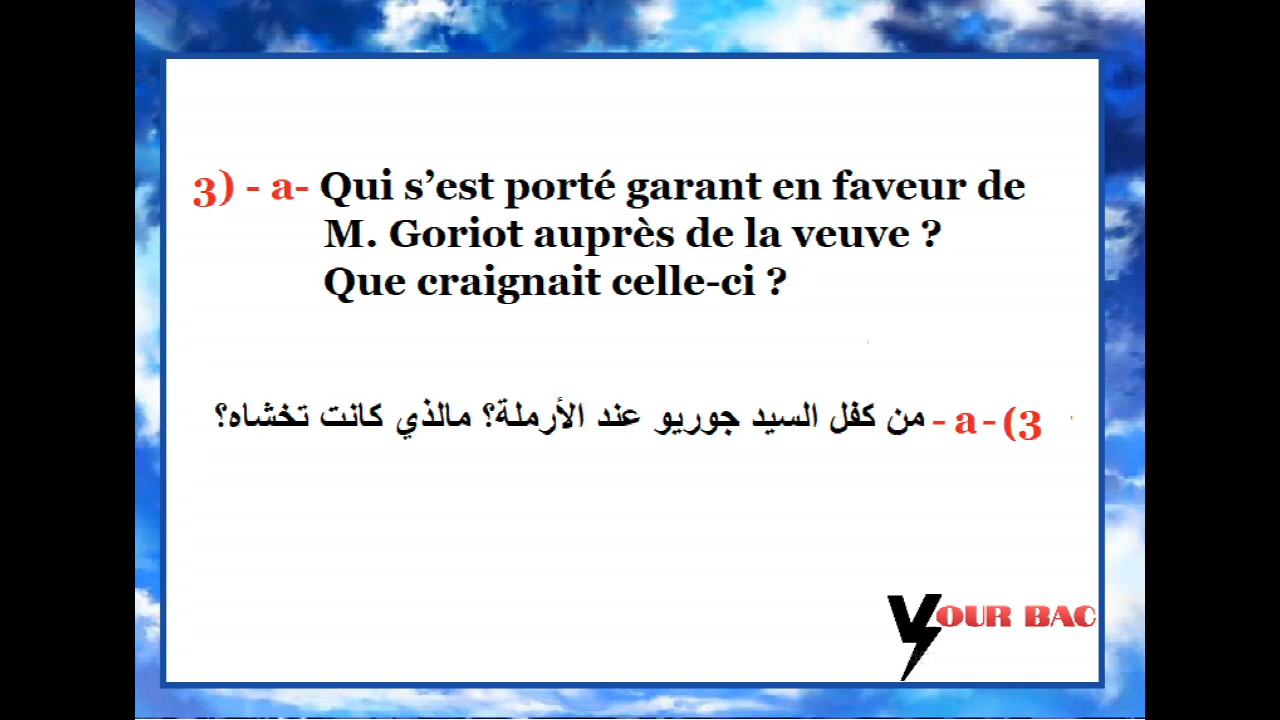 3) - a- Qui s’est porté garant en faveur de
M. Goriot auprès de la veuve ?
Que craignait celle-ci ?
3) - a - من كفل السيد جوريو عند الأرملة؟ مالذي كانت تخشاه؟
YOUR BAC